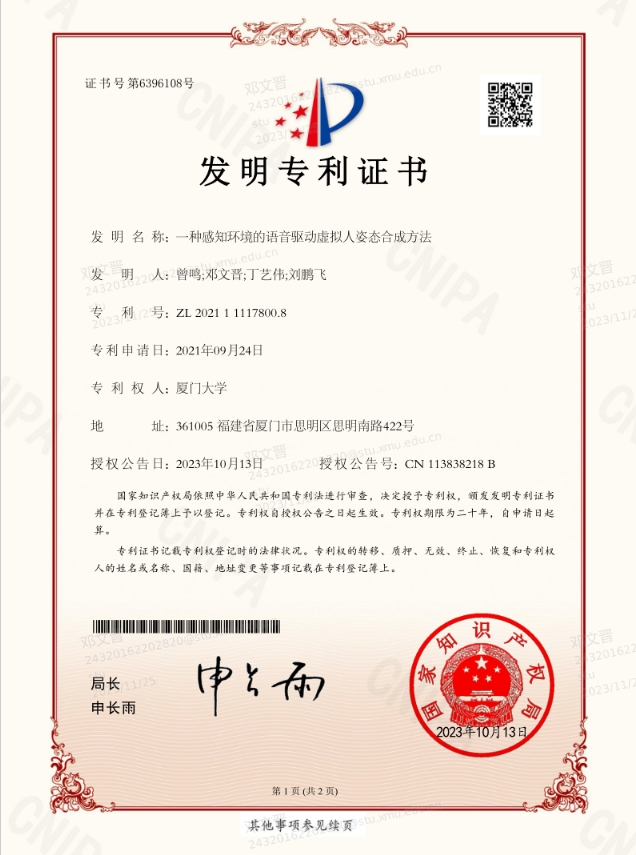 证书号第6396108号
发明专利证书
发明名称：一种感知环境的语音驱动虚拟人姿态合成方法
发明人：曾鸣;邓文晋;丁艺伟;刘鹏飞
专利号：ZL 2021 1 1117800.8
专利申请日：2021年09月24日
专利权人：厦门大学
地址：361005 福建省厦门市思明区思明南路422号
授权公告日：2023年10月13日 授权公告号：CN 113838218 B
国家知识产权局依照中华人民共和国专利法进行审查，决定授予专利权，颁发发明专利证书
并在专利登记簿上予以登记。专利权自授权公告之日起生效。专利权期限为二十年，自申请日起
算。
专利证书记载专利权登记时的法律状况。专利权的转移、质押、无效、终止、恢复和专利权
人的姓名或名称、国籍、地址变更等事项记载在专利登记簿上。
局长
申长雨
申长雨
国家知识产权局
2023年10月13日
第 1 页 (共 2 页)
其他事项参见续页
CNIPA
CNIPA
CNIPA
CNIPA
邓文晋
24320162202820@stu.xmu.edu.cn
2023/11/25